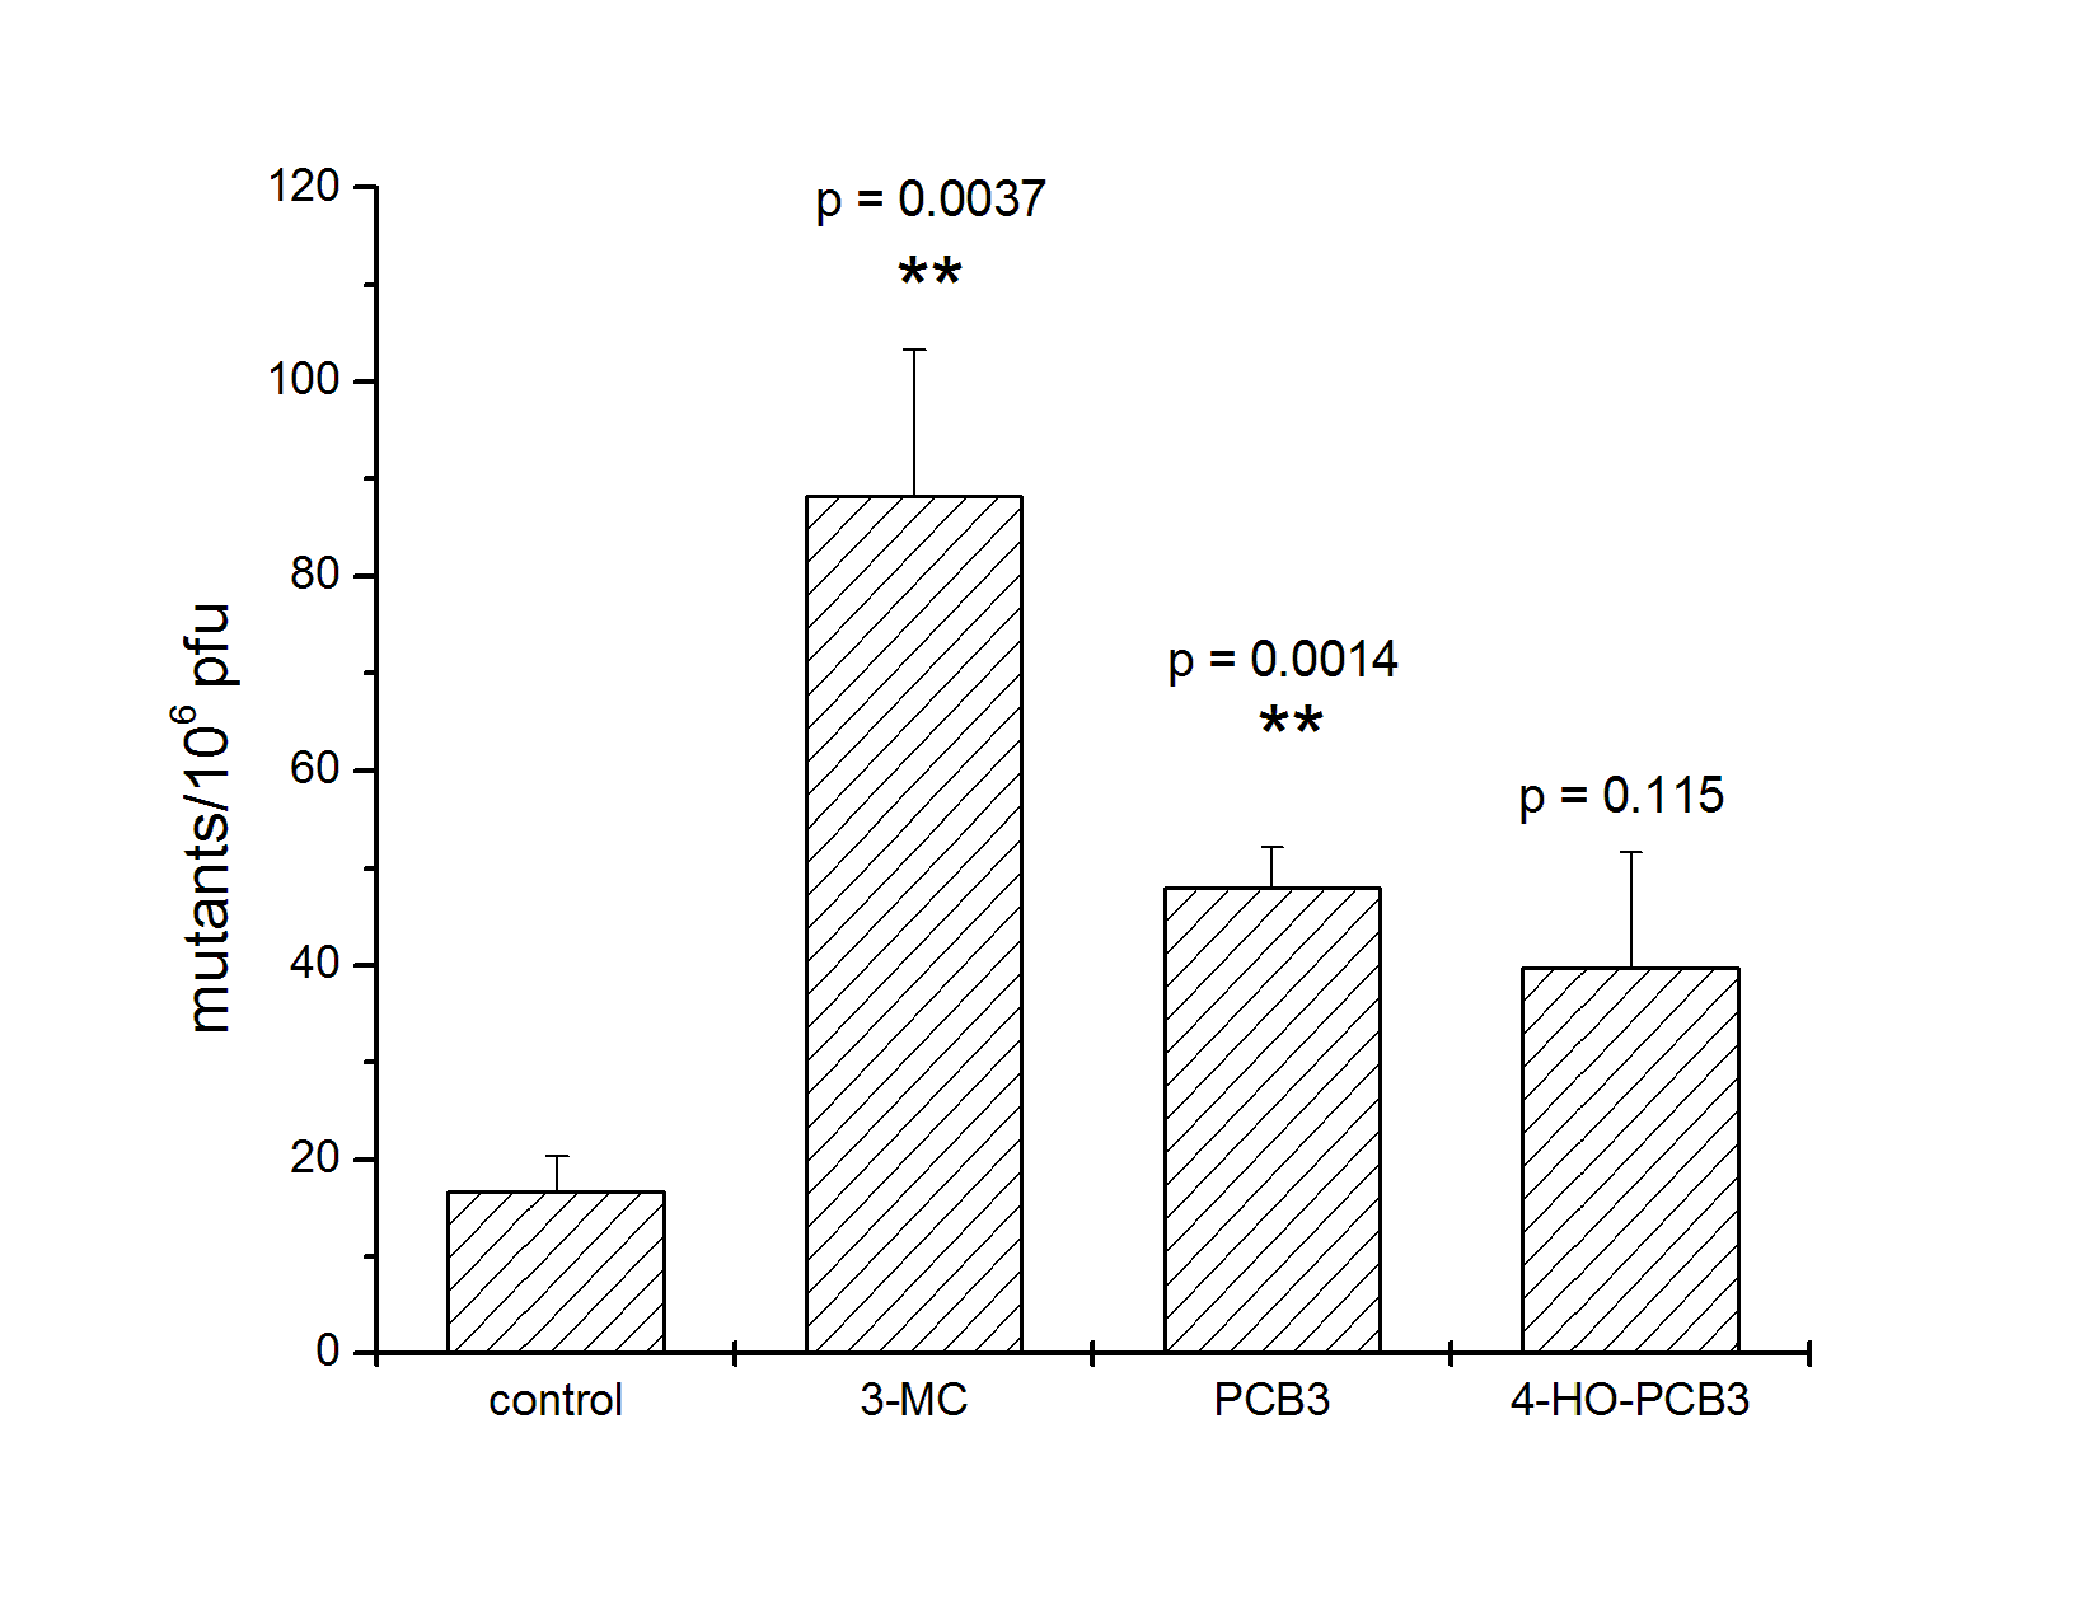 120
100
80
60
40
20
0
mutants/10⁶ pfu
p = 0.0037
**
p = 0.0014
**
p = 0.115
control
3-MC
PCB3
4-HO-PCB3